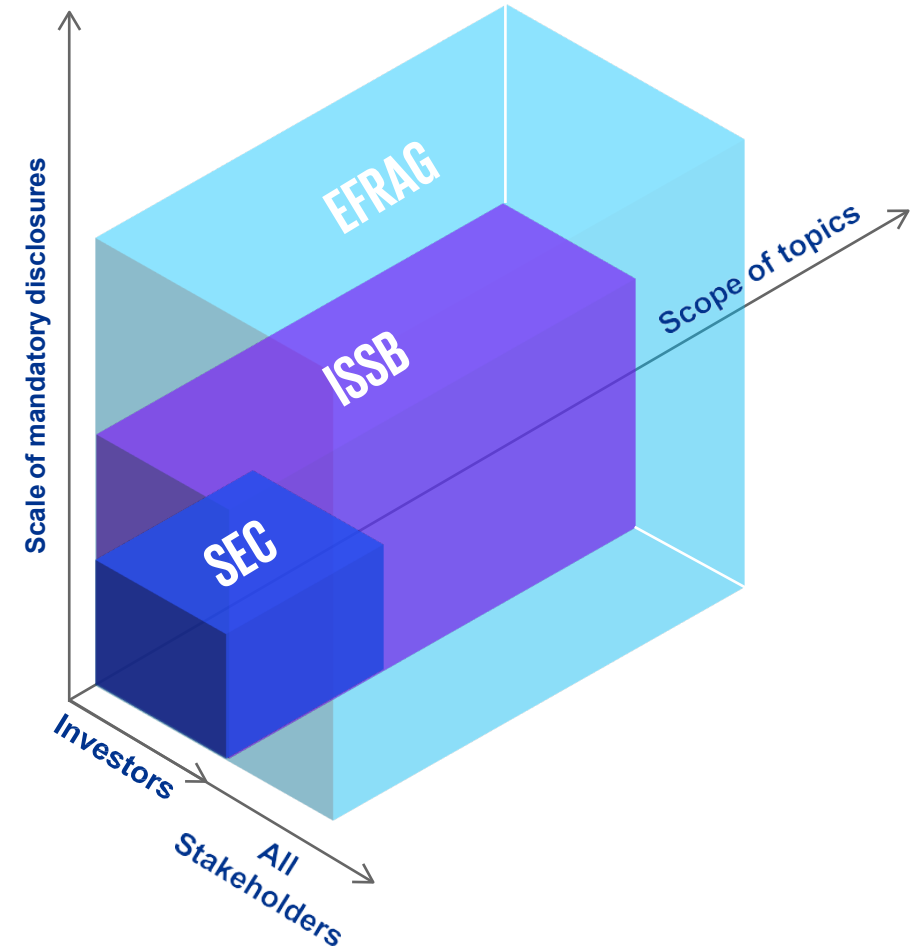 EFRAG
Scale of mandatory disclosures
Scope of topics
ISSB
SEC
Investors
All
Stakeholders